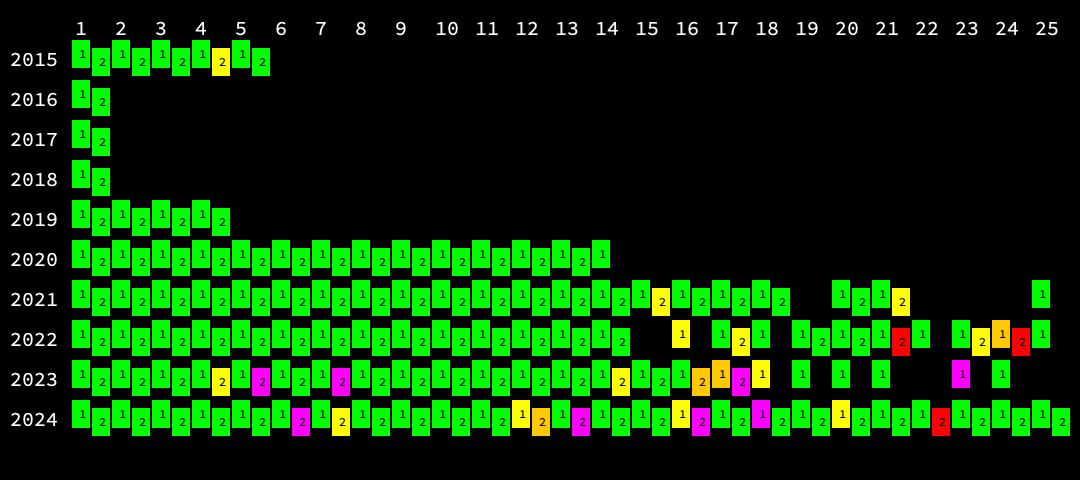 1 2 3 4 5 6 7 8 9 10 11 12 13 14 15 16 17 18 19 20 21 22 23 24 25
2015 1 2 1 2 1 2 1 2 1 2
2016 1 2
2017 1 2
2018 1 2
2019 1 2 1 2 1 2 1 2
2020 1 2 1 2 1 2 1 2 1 2 1 2 1 2 1 2 1 2 1 2 1 2 1 2 1 2 1
2021 1 2 1 2 1 2 1 2 1 2 1 2 1 2 1 2 1 2 1 2 1 2 1 2 1 2 1 2 1 2 1 2 1 2 1 2 1 2 1 2 1
2022 1 2 1 2 1 2 1 2 1 2 1 2 1 2 1 2 1 2 1 2 1 2 1 2 1 2 1 2 1 1 2 1 1 2 1 2 1 2 1 1 2 1 2 1
2023 1 2 1 2 1 2 1 2 1 2 1 2 1 2 1 2 1 2 1 2 1 2 1 2 1 2 1 2 1 2 1 2 1 2 1 1 1 1 1 1
2024 1 2 1 2 1 2 1 2 1 2 1 2 1 2 1 2 1 2 1 2 1 2 1 2 1 2 1 2 1 2 1 2 1 2 1 2 1 2 1 2 1 2 1 2 1 2 1 2 1 2